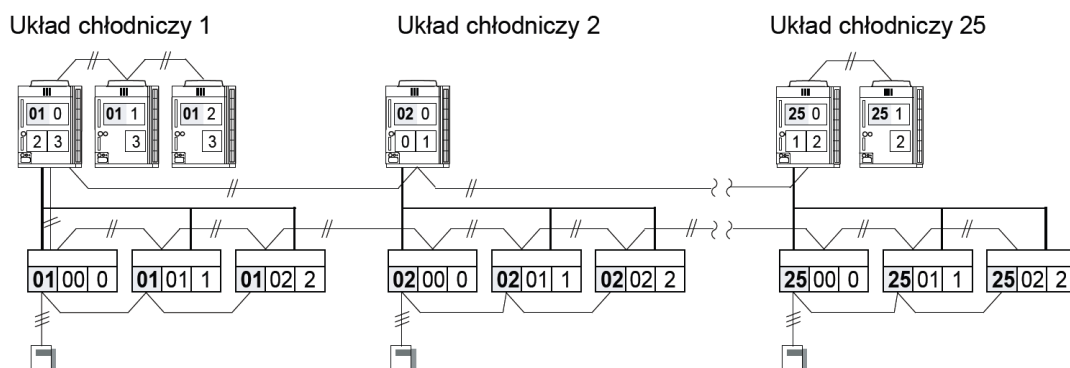 Układ chłodniczy 1 Układ chłodniczy 2 Układ chłodniczy 25
01 0 01 1 01 2 02 0 25 0 25 1
2 3 3 3 0 1 1 2 2
01 00 0 01 01 1 01 02 2 02 00 0 02 01 1 02 02 2 25 00 0 25 01 1 25 02 2